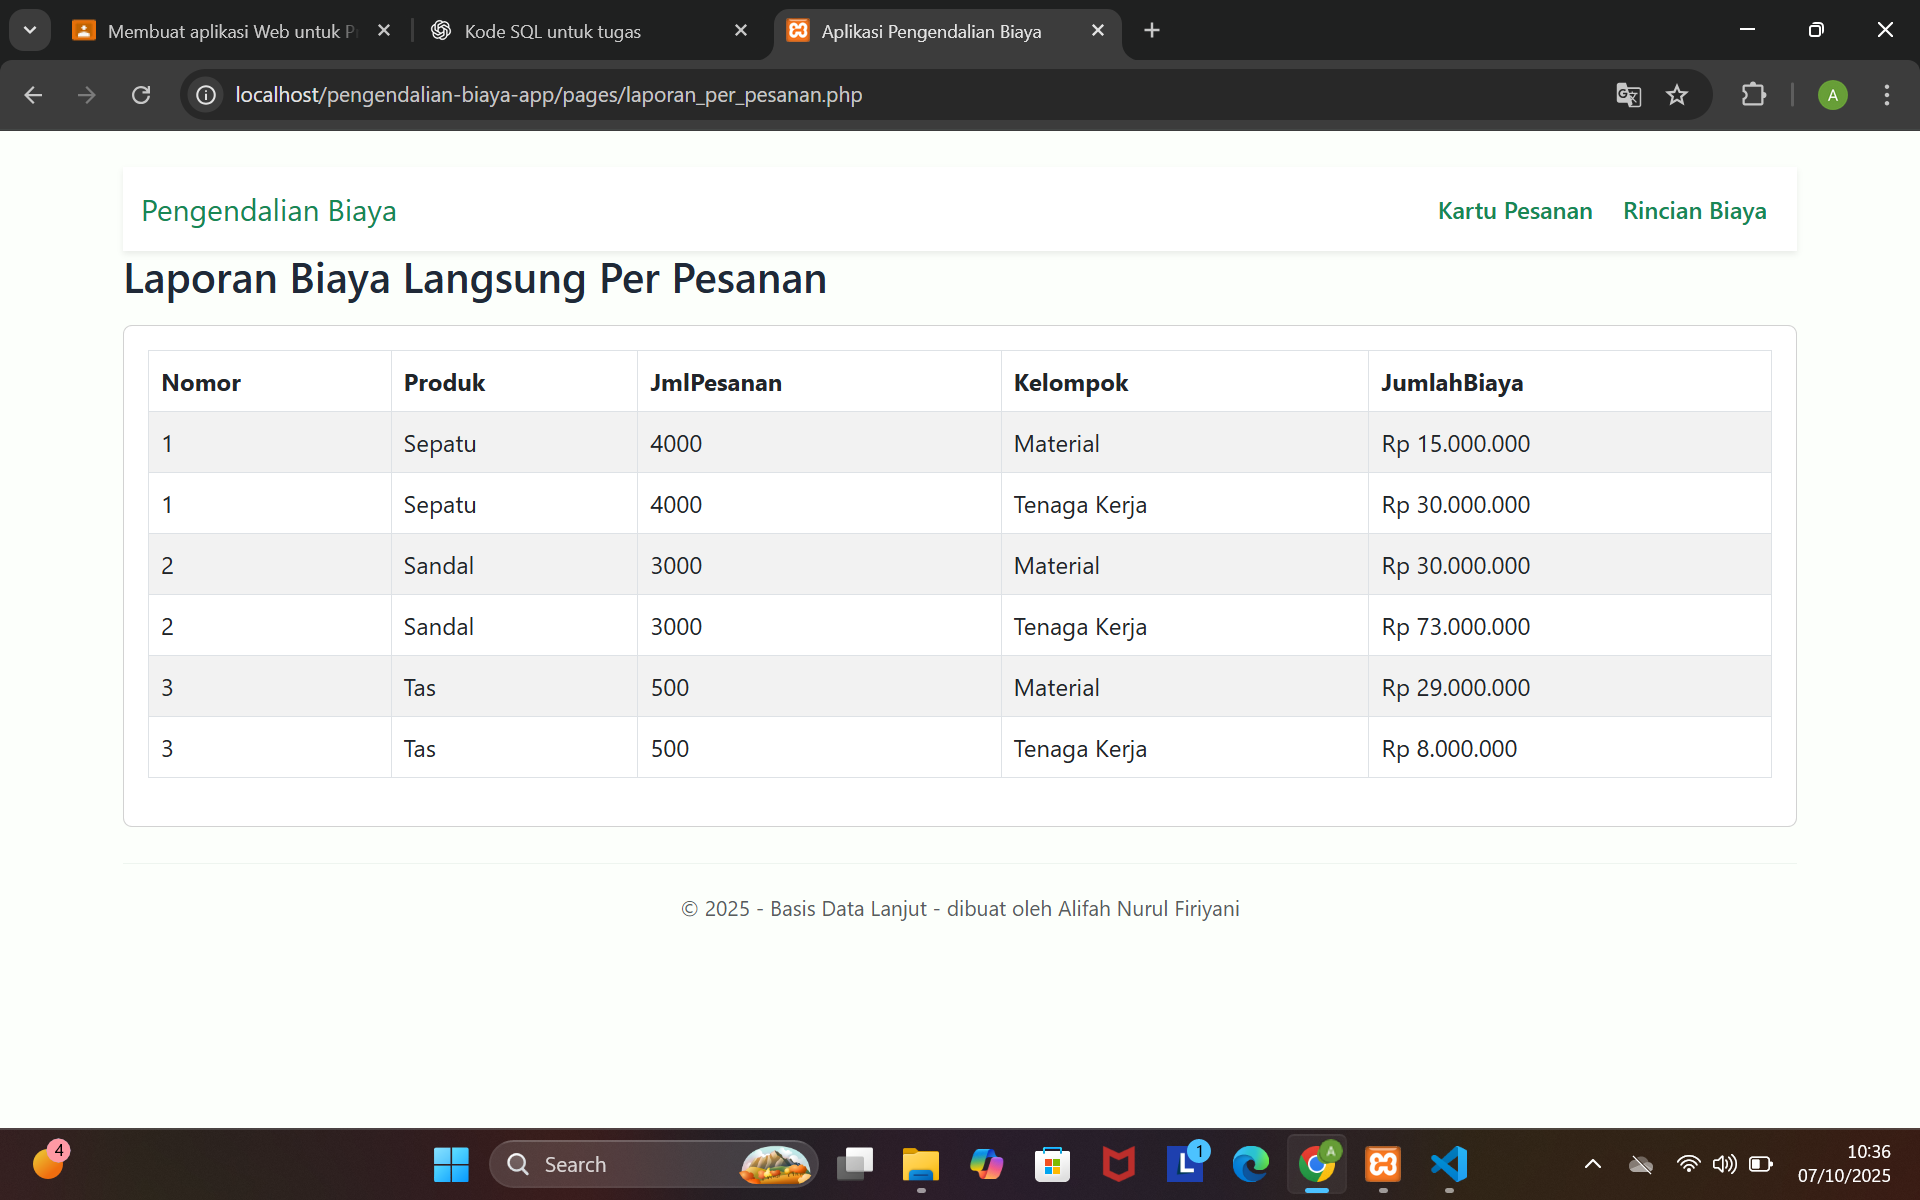 Membuat aplikasi Web untuk P
Kode SQL untuk tugas
Aplikasi Pengendalian Biaya
localhost/pengendalian-biaya-app/pages/laporan_per_pesanan.php
A
Pengendalian Biaya
Kartu Pesanan Rincian Biaya
Laporan Biaya Langsung Per Pesanan
Nomor Produk JmlPesanan Kelompok JumlahBiaya
1 Sepatu 4000 Material Rp 15.000.000
1 Sepatu 4000 Tenaga Kerja Rp 30.000.000
2 Sandal 3000 Material Rp 30.000.000
2 Sandal 3000 Tenaga Kerja Rp 73.000.000
3 Tas 500 Material Rp 29.000.000
3 Tas 500 Tenaga Kerja Rp 8.000.000
© 2025 - Basis Data Lanjut - dibuat oleh Alifah Nurul Firiyani
4
Search
L
1
A
10:36
07/10/2025